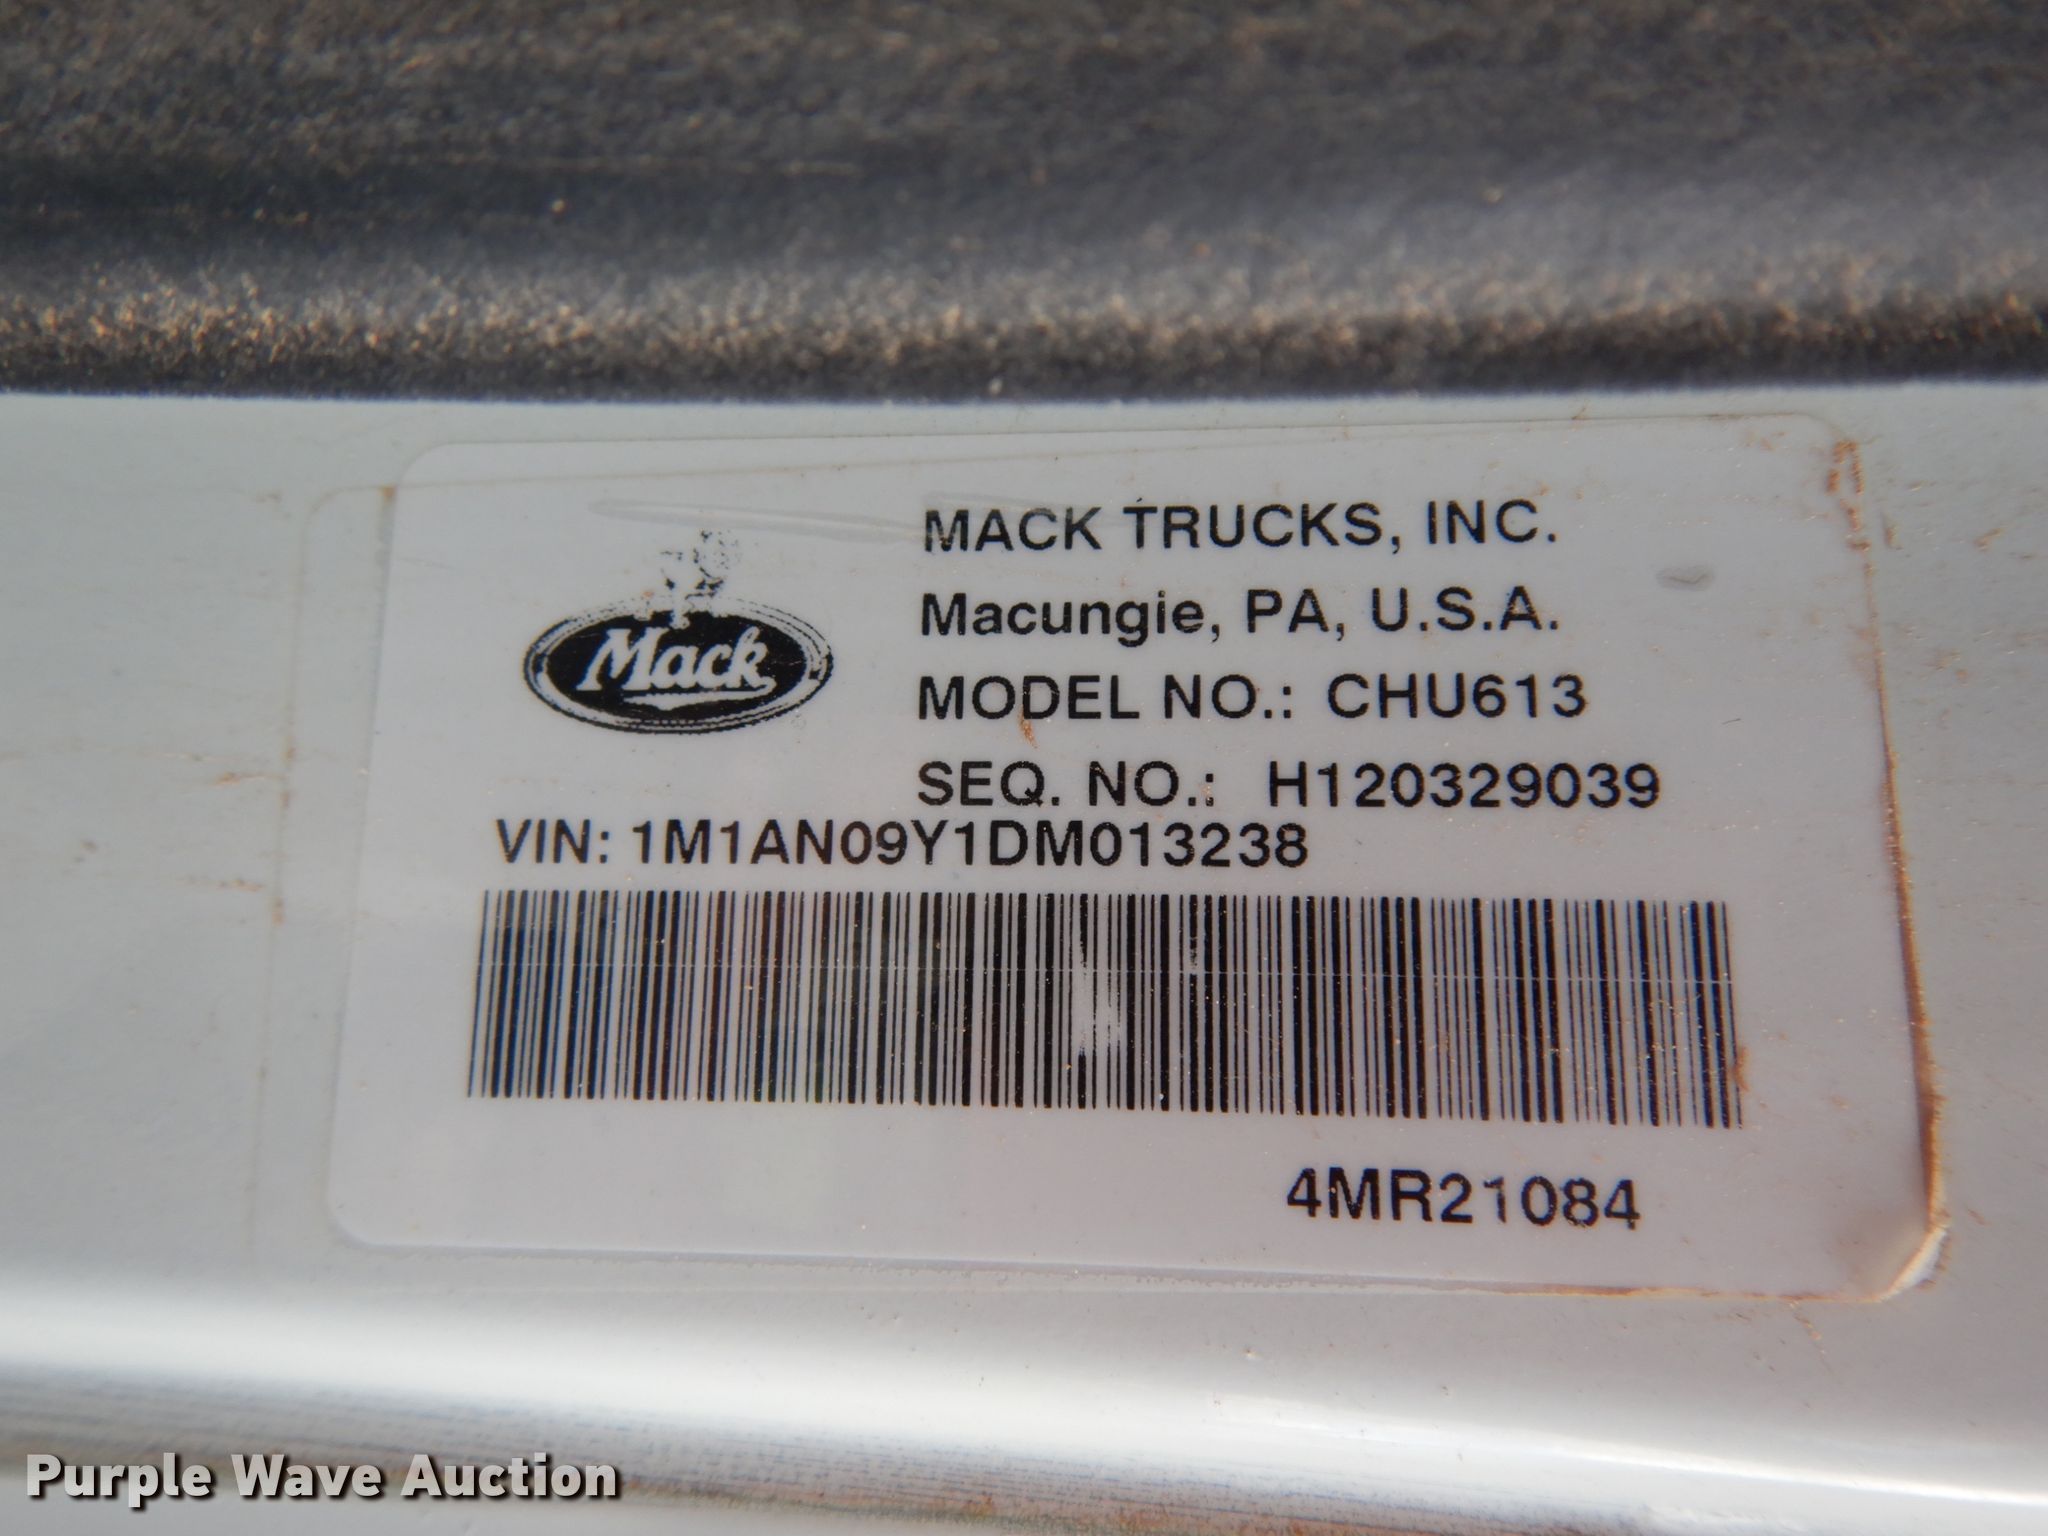 MACK TRUCKS, INC.
Mack
Macungie, PA, U.S.A.
MODEL NO.: CHU613
SEQ. NO.: H120329039
VIN: 1M1AN09Y1DM013238
4MR21084
Purple Wave Auction